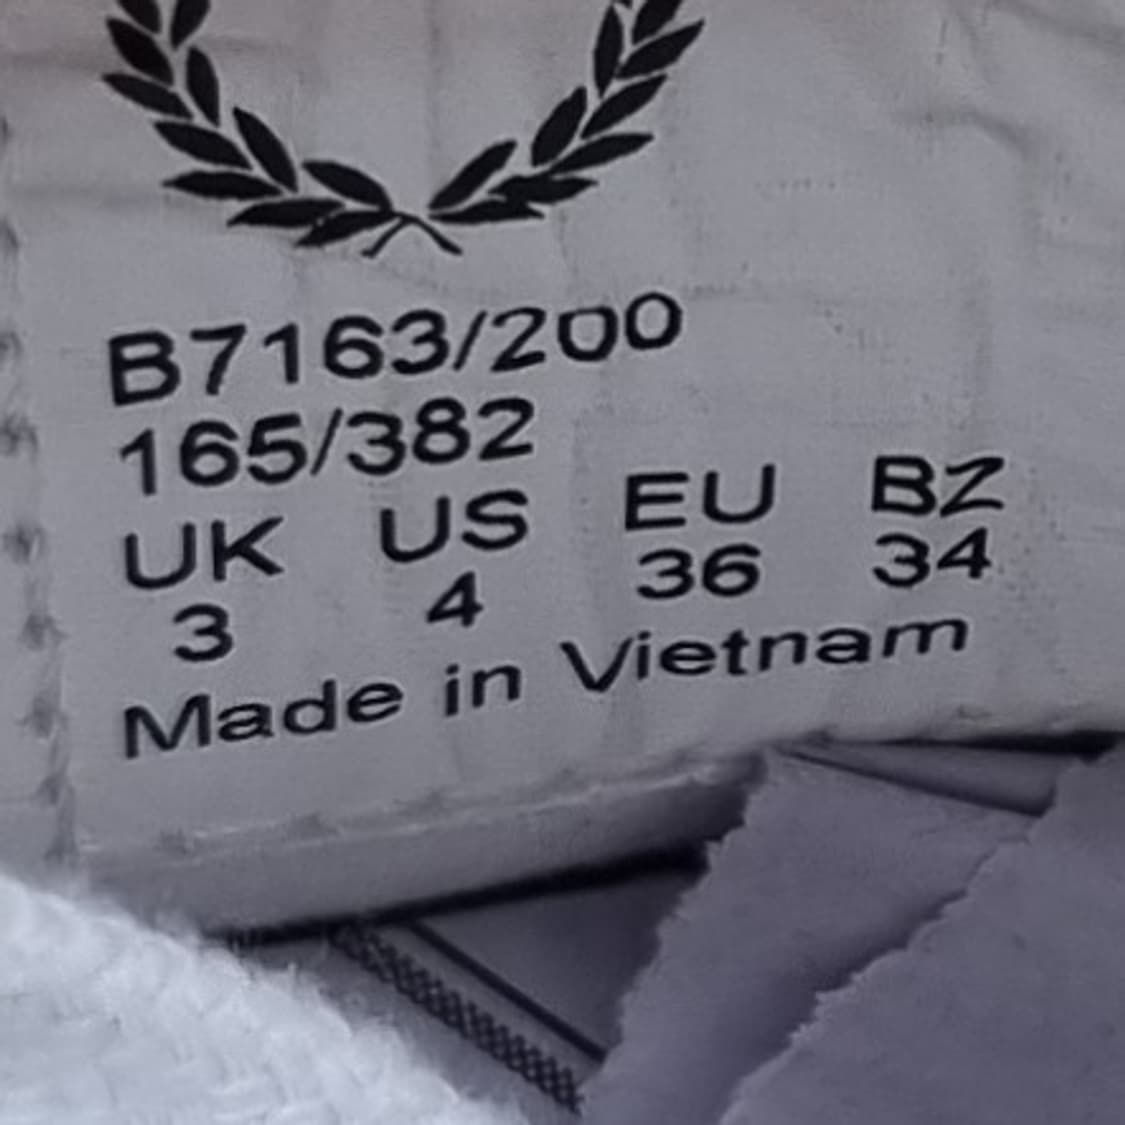 B7163/200
165/382
UK US EU BZ
3 4 36 34
Made in Vietnam